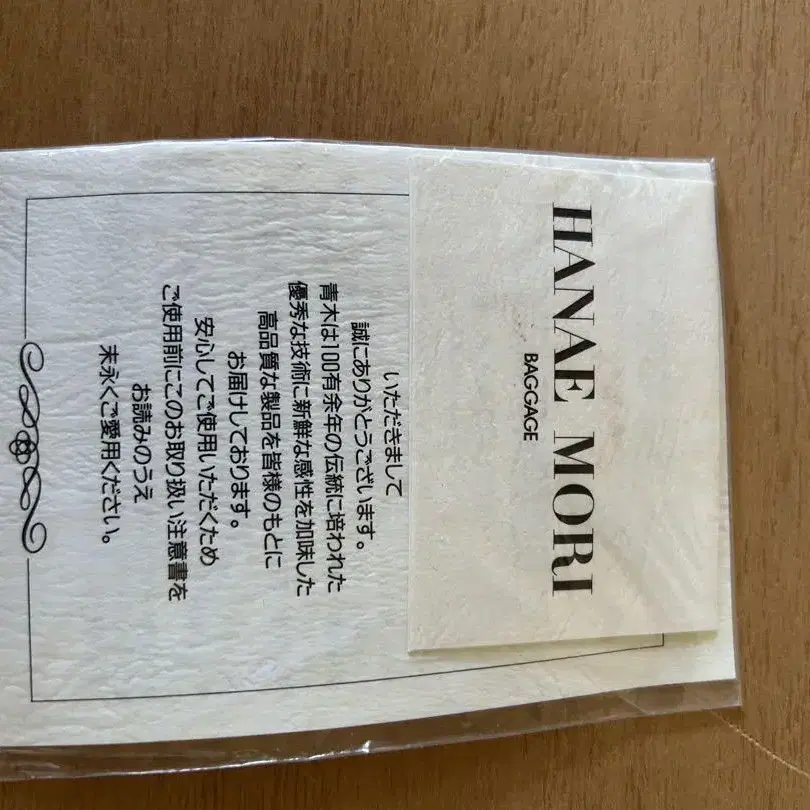 HANAE MORI
BAGGAGE
いただきまして
誠にありがとうございます。
青木は100有余年の伝統に培われた
優秀な技術に新鮮な感性を加味した
高品質な製品を皆様のもとに
お届けしております。
安心してご使用いただくため
ご使用前にこのお取り扱い注意書を
お読みのうえ
末永くご愛用ください。